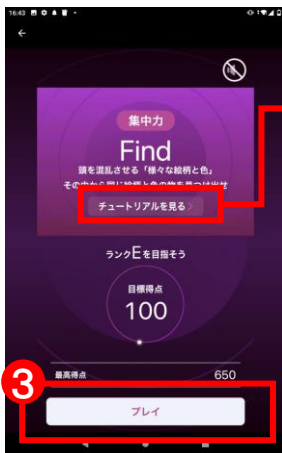 16:43
集中力
Find
頭を混乱させる「様々な絵柄と色」
その中から同じ絵柄と色の物を見つけ出せ
チュートリアルを見る
ランクEを目指そう
目標得点
100
最高得点 650
3
プレイ